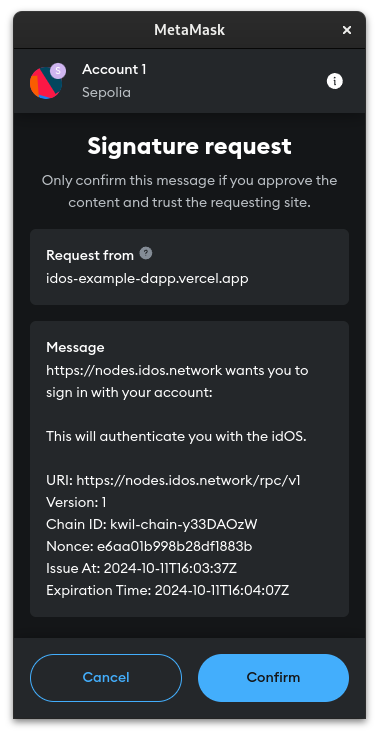 MetaMask
S
Account 1
Sepolia
Signature request
Only confirm this message if you approve the
content and trust the requesting site.
Request from
idos-example-dapp.vercel.app
Message
https://nodes.idos.network wants you to
sign in with your account:
This will authenticate you with the idOS.
URI: https://nodes.idos.network/rpc/v1
Version: 1
Chain ID: kwil-chain-y33DAOzW
Nonce: e6aa01b998b28df1883b
Issue At: 2024-10-11T16:03:37Z
Expiration Time: 2024-10-11T16:04:07Z
Cancel
Confirm